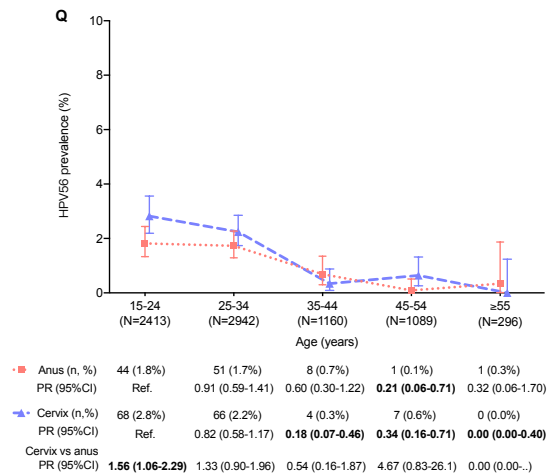 Q
HPV56 prevalence (%)
10
8
6
4
2
0
15-24 25-34 35-44 45-54 ≥55
(N=2413) (N=2942) (N=1160) (N=1089) (N=296)
Age (years)
Anus (n, %) 44 (1.8%) 51 (1.7%) 8 (0.7%) 1 (0.1%) 1 (0.3%)
PR (95%CI) Ref. 0.91 (0.59-1.41) 0.60 (0.30-1.22) 0.21 (0.06-0.71) 0.32 (0.06-1.70)
Cervix (n,%) 68 (2.8%) 66 (2.2%) 4 (0.3%) 7 (0.6%) 0 (0.0%)
PR (95%CI) Ref. 0.82 (0.58-1.17) 0.18 (0.07-0.46) 0.34 (0.16-0.71) 0.00 (0.00-0.40)
Cervix vs anus
PR (95%CI) 1.56 (1.06-2.29) 1.33 (0.90-1.96) 0.54 (0.16-1.87) 4.67 (0.83-26.1) 0.00 (0.00-..)